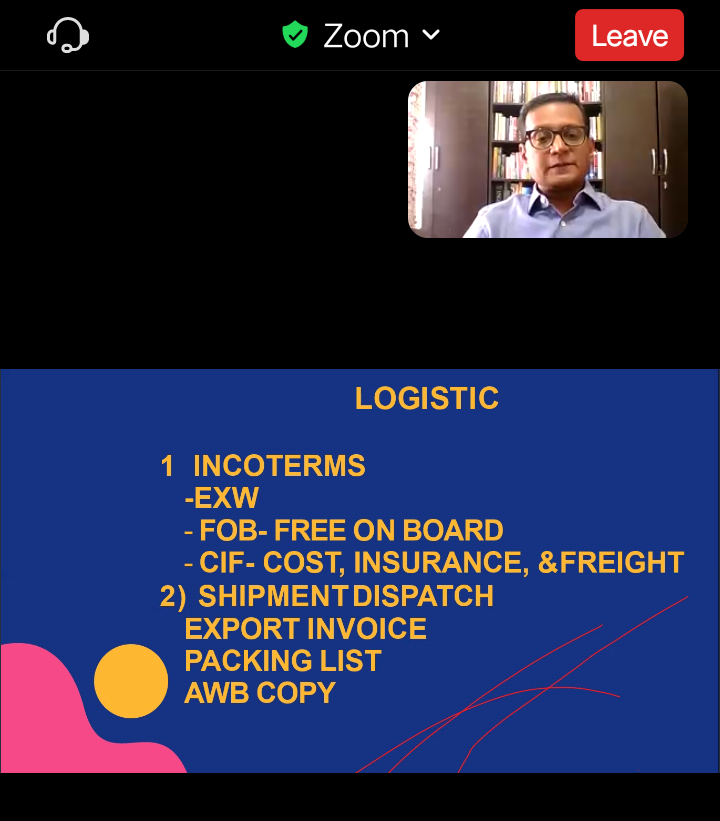 Zoom
Leave
LOGISTIC
1 INCOTERMS
-EXW
- FOB- FREE ON BOARD
- CIF- COST, INSURANCE, &FREIGHT
2) SHIPMENT DISPATCH
EXPORT INVOICE
PACKING LIST
AWB COPY